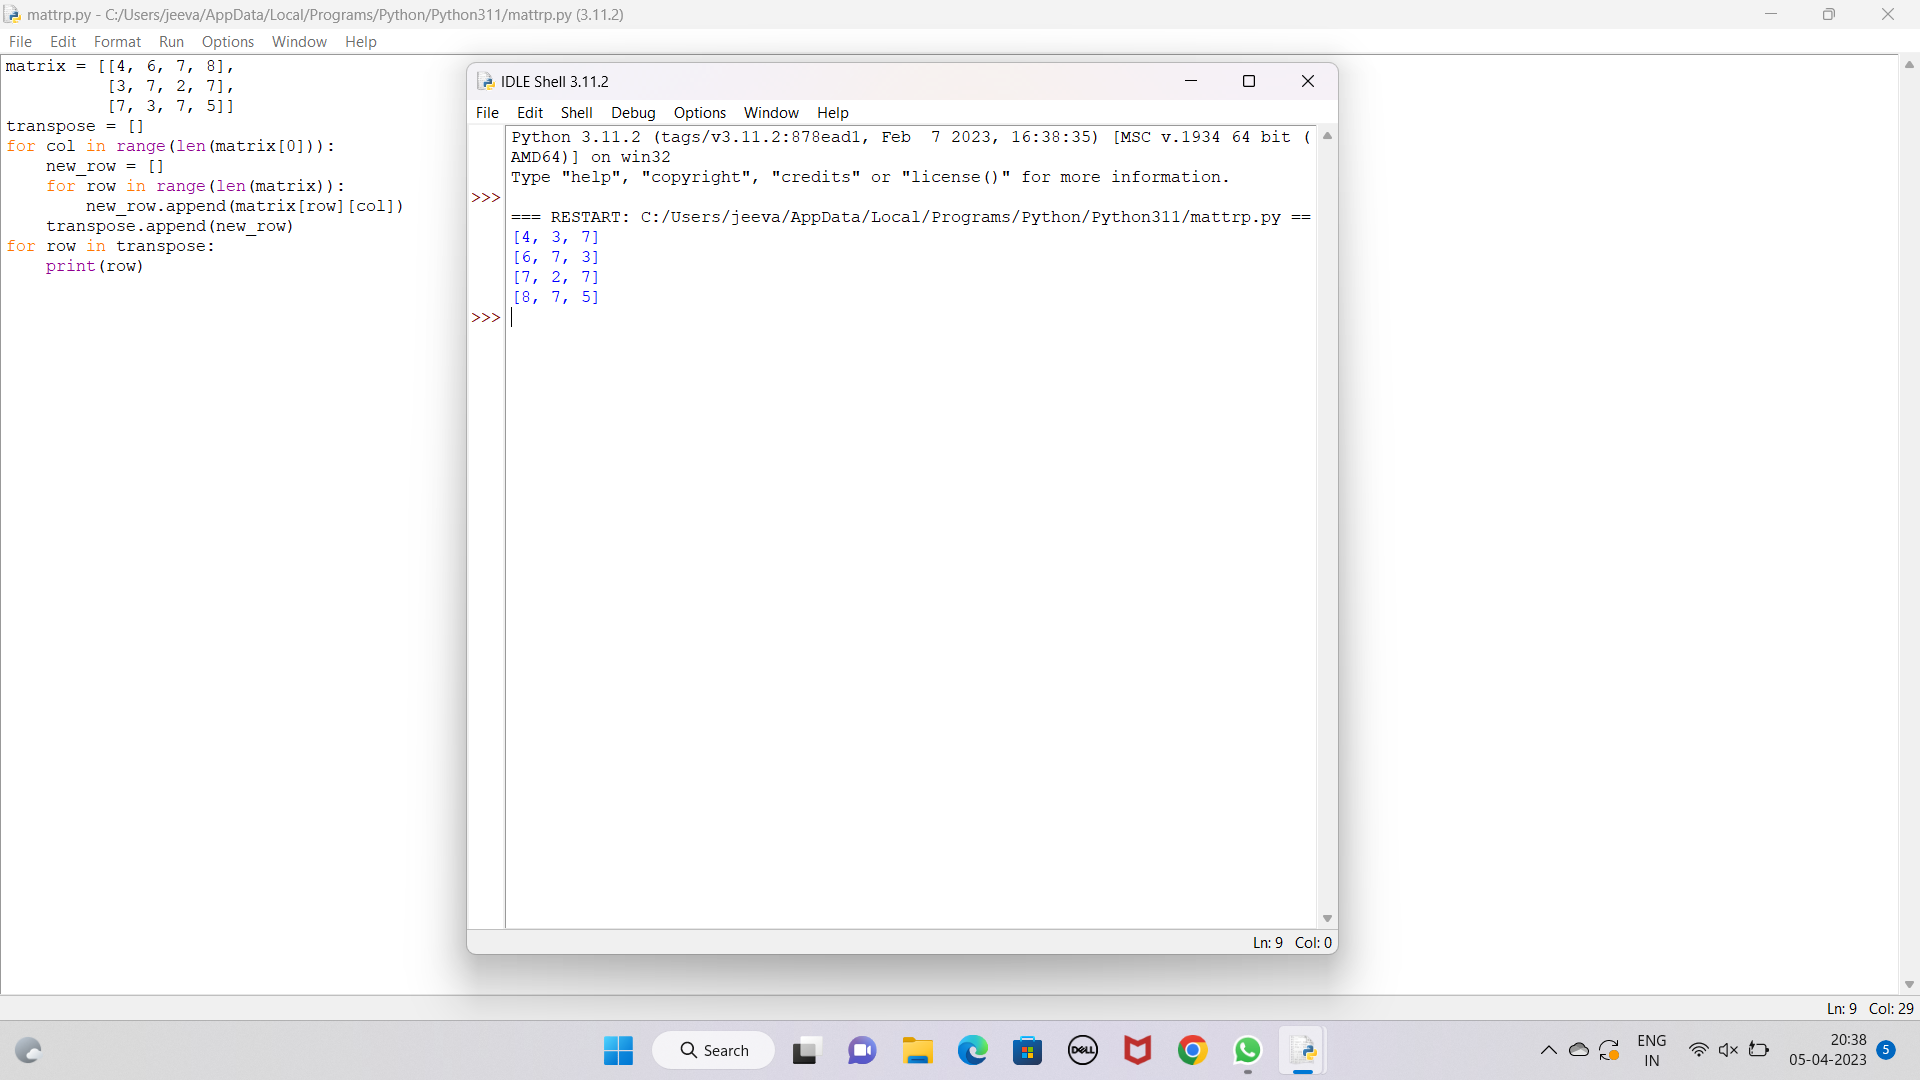 mattrp.py - C:/Users/jeeva/AppData/Local/Programs/Python/Python311/mattrp.py (3.11.2)
File Edit Format Run Options Window Help
matrix = [[4, 6, 7, 8],
          [3, 7, 2, 7],
          [7, 3, 7, 5]]
transpose = []
for col in range(len(matrix[0])):
    new_row = []
    for row in range(len(matrix)):
        new_row.append(matrix[row][col])
    transpose.append(new_row)
for row in transpose:
    print(row)
IDLE Shell 3.11.2
File Edit Shell Debug Options Window Help
Python 3.11.2 (tags/v3.11.2:878ead1, Feb  7 2023, 16:38:35) [MSC v.1934 64 bit (
AMD64)] on win32
Type "help", "copyright", "credits" or "license()" for more information.
>>>
=== RESTART: C:/Users/jeeva/AppData/Local/Programs/Python/Python311/mattrp.py ==
[4, 3, 7]
[6, 7, 3]
[7, 2, 7]
[8, 7, 5]
>>>
Ln: 9 Col: 0
Ln: 9 Col: 29
Search
DELL
ENG
IN
20:38
05-04-2023
5